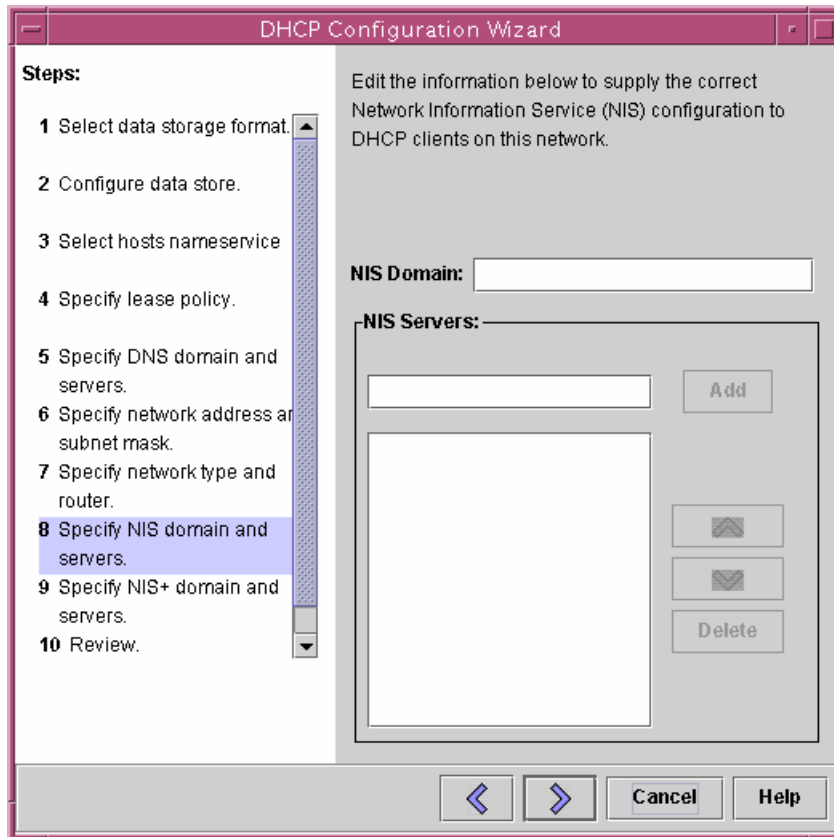 DHCP Configuration Wizard
Steps:
1 Select data storage format.
2 Configure data store.
3 Select hosts nameservice
4 Specify lease policy.
5 Specify DNS domain and
servers.
6 Specify network address ar
subnet mask.
7 Specify network type and
router.
8 Specify NIS domain and
servers.
9 Specify NIS+ domain and
servers.
10 Review.
Edit the information below to supply the correct
Network Information Service (NIS) configuration to
DHCP clients on this network.
NIS Domain:
NIS Servers:
Add
Delete
Cancel
Help